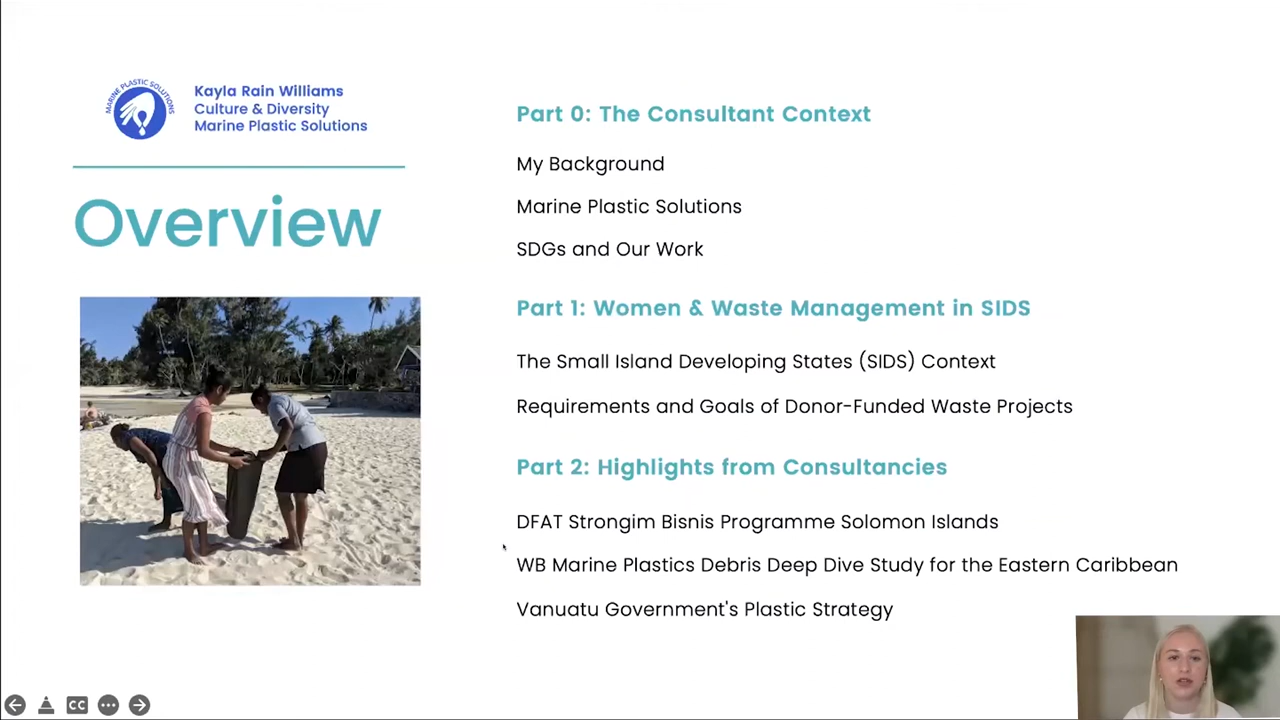 MARINE PLASTIC SOLUTIONS
Kayla Rain Williams
Culture & Diversity
Marine Plastic Solutions
Overview
Part 0: The Consultant Context
My Background
Marine Plastic Solutions
SDGs and Our Work
Part 1: Women & Waste Management in SIDS
The Small Island Developing States (SIDS) Context
Requirements and Goals of Donor-Funded Waste Projects
Part 2: Highlights from Consultancies
DFAT Strongim Bisnis Programme Solomon Islands
WB Marine Plastics Debris Deep Dive Study for the Eastern Caribbean
Vanuatu Government's Plastic Strategy
CC